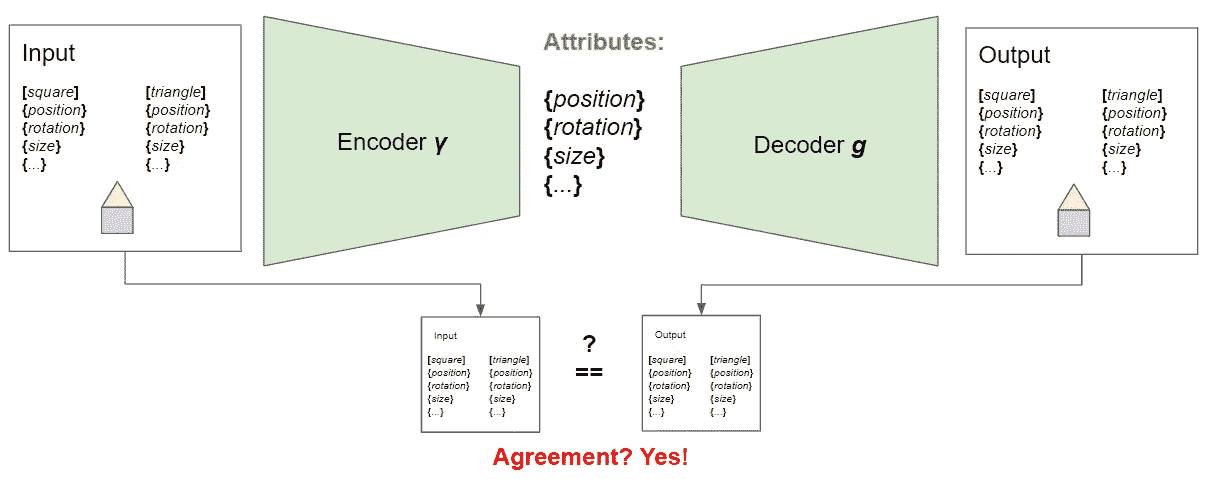 Input
[square] [triangle]
{position} {position}
{rotation} {rotation}
{size} {size}
{...} {...}
Encoder γ
Attributes:
{position}
{rotation}
{size}
{...}
Decoder g
Output
[square] [triangle]
{position} {position}
{rotation} {rotation}
{size} {size}
{...} {...}
Input
[square] [triangle]
{position} {position}
{rotation} {rotation}
{size} {size}
{...} {...}
?
==
Output
[square] [triangle]
{position} {position}
{rotation} {rotation}
{size} {size}
{...} {...}
Agreement? Yes!